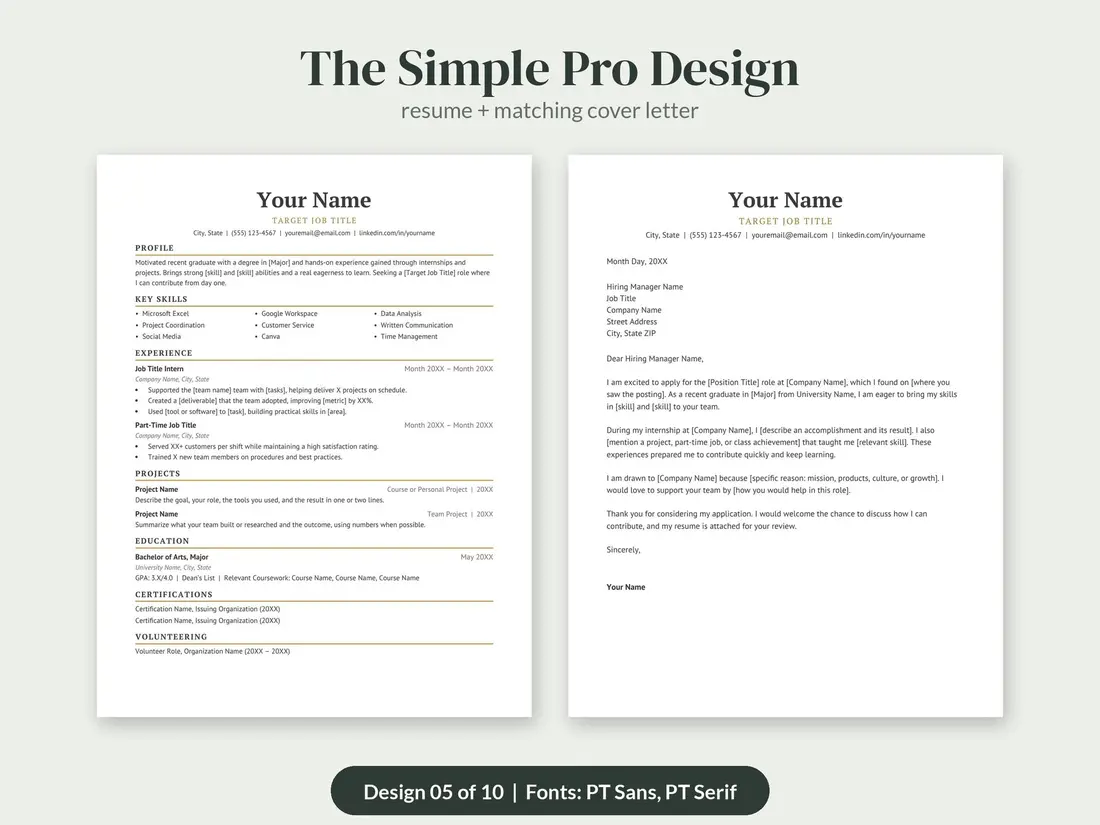 The Simple Pro Design
resume + matching cover letter
Your Name
TARGET JOB TITLE
City, State | (555) 123-4567 | youremail@email.com | linkedin.com/in/yourname
PROFILE
Motivated recent graduate with a degree in [Major] and hands-on experience gained through internships and
projects. Brings strong [skill] and [skill] abilities and a real eagerness to learn. Seeking a [Target Job Title] role where
I can contribute from day one.
KEY SKILLS
• Microsoft Excel • Google Workspace • Data Analysis
• Project Coordination • Customer Service • Written Communication
• Social Media • Canva • Time Management
EXPERIENCE
Job Title Intern Month 20XX – Month 20XX
Company Name, City, State
• Supported the [team name] team with [tasks], helping deliver X projects on schedule.
• Created a [deliverable] that the team adopted, improving [metric] by XX%.
• Used [tool or software] to [task], building practical skills in [area].
Part-Time Job Title Month 20XX – Month 20XX
Company Name, City, State
• Served XX+ customers per shift while maintaining a high satisfaction rating.
• Trained X new team members on procedures and best practices.
PROJECTS
Project Name Course or Personal Project | 20XX
Describe the goal, your role, the tools you used, and the result in one or two lines.
Project Name Team Project | 20XX
Summarize what your team built or researched and the outcome, using numbers when possible.
EDUCATION
Bachelor of Arts, Major May 20XX
University Name, City, State
GPA: 3.X/4.0 | Dean's List | Relevant Coursework: Course Name, Course Name, Course Name
CERTIFICATIONS
Certification Name, Issuing Organization (20XX)
Certification Name, Issuing Organization (20XX)
VOLUNTEERING
Volunteer Role, Organization Name (20XX – 20XX)
Your Name
TARGET JOB TITLE
City, State | (555) 123-4567 | youremail@email.com | linkedin.com/in/yourname
Month Day, 20XX
Hiring Manager Name
Job Title
Company Name
Street Address
City, State ZIP
Dear Hiring Manager Name,
I am excited to apply for the [Position Title] role at [Company Name], which I found on [where you
saw the posting]. As a recent graduate in [Major] from University Name, I am eager to bring my skills
in [skill] and [skill] to your team.
During my internship at [Company Name], I [describe an accomplishment and its result]. I also
[mention a project, part-time job, or class achievement] that taught me [relevant skill]. These
experiences prepared me to contribute quickly and keep learning.
I am drawn to [Company Name] because [specific reason: mission, products, culture, or growth]. I
would love to support your team by [how you would help in this role].
Thank you for considering my application. I would welcome the chance to discuss how I can
contribute, and my resume is attached for your review.
Sincerely,
Your Name
Design 05 of 10 | Fonts: PT Sans, PT Serif